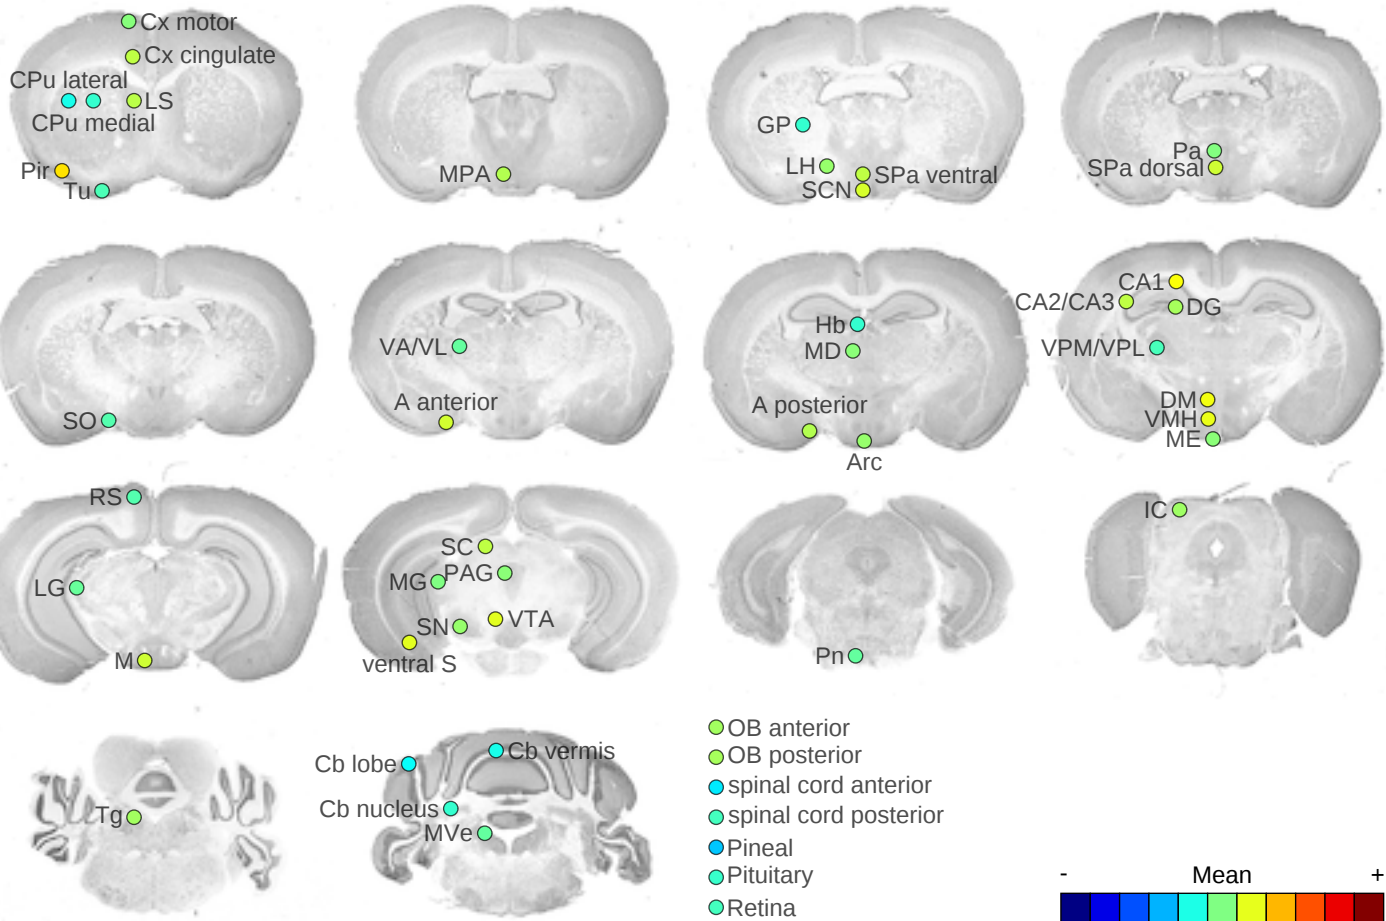 Cx motor
Cx cingulate
CPu lateral
LS
CPu medial
Pir
Tu
MPA
GP
LH
SPa ventral
SCN
Pa
SPa dorsal
SO
VA/VL
A anterior
Hb
MD
A posterior
Arc
CA1
CA2/CA3
DG
VPM/VPL
DM
VMH
ME
RS
LG
M
SC
PAG
MG
VTA
SN
ventral S
Pn
IC
Tg
Cb vermis
Cb lobe
Cb nucleus
MVe
OB anterior
OB posterior
spinal cord anterior
spinal cord posterior
Pineal
Pituitary
Retina
- Mean +